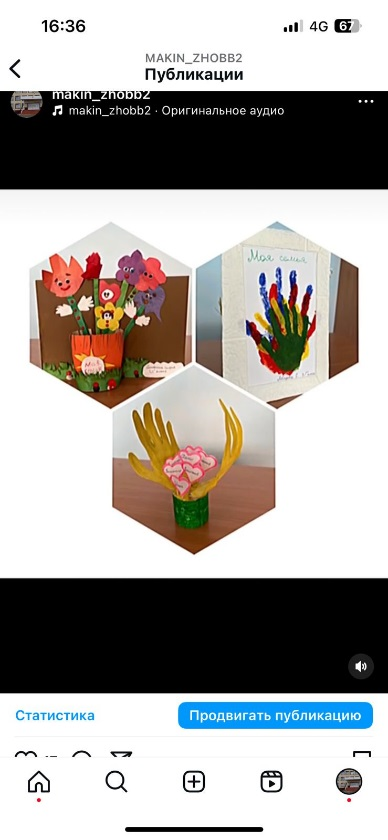 16:36
4G 67
MAKIN_ZHOBB2
Публикации
makin_zhobb2
makin_zhobb2 · Оригинальное аудио
Моя семья
Статистика
Продвигать публикацию